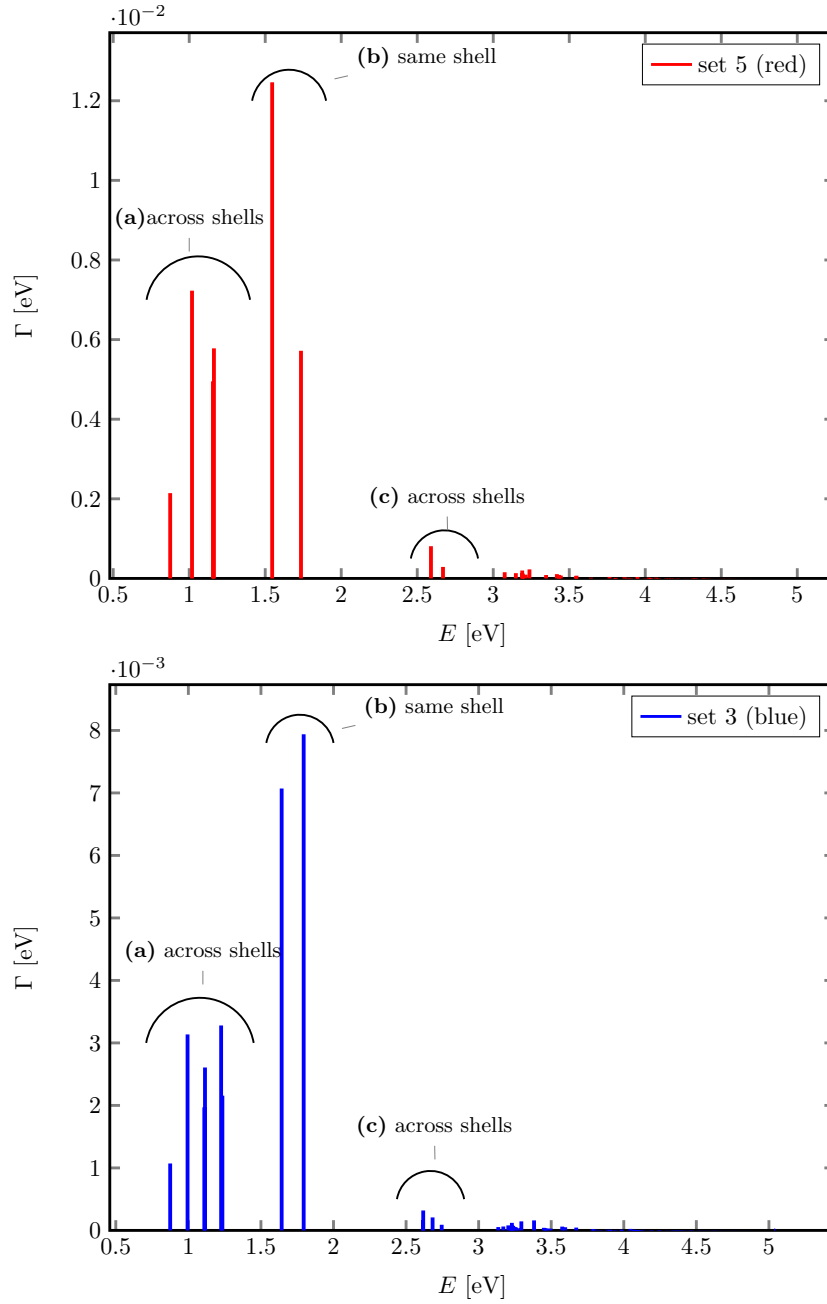 ·10⁻²
(b) same shell
set 5 (red)
1.2
1
(a)across shells
0.8
Γ [eV]
0.6
0.4
(c) across shells
0.2
0
0.5 1 1.5 2 2.5 3 3.5 4 4.5 5
E [eV]
·10⁻³
(b) same shell
set 3 (blue)
8
7
6
5
(a) across shells
Γ [eV]
4
3
2
(c) across shells
1
0
0.5 1 1.5 2 2.5 3 3.5 4 4.5 5
E [eV]